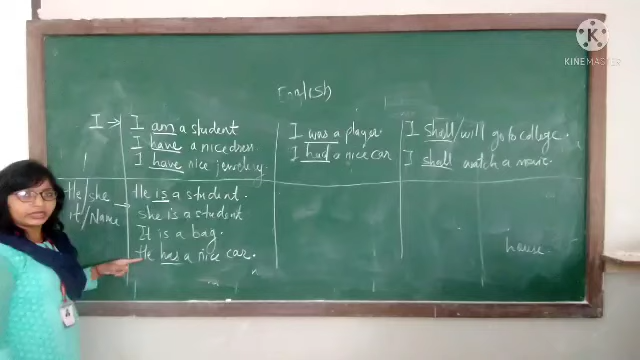 English
I → I am a student
I have a nice dress.
I have nice jewellery.
I was a player.
I had a nice car
I shall/will go to college.
I shall watch a movie.
He/she
it/Name
He is a student.
she is a student
It is a bag.
He has a nice car.
house
KINEMASTER